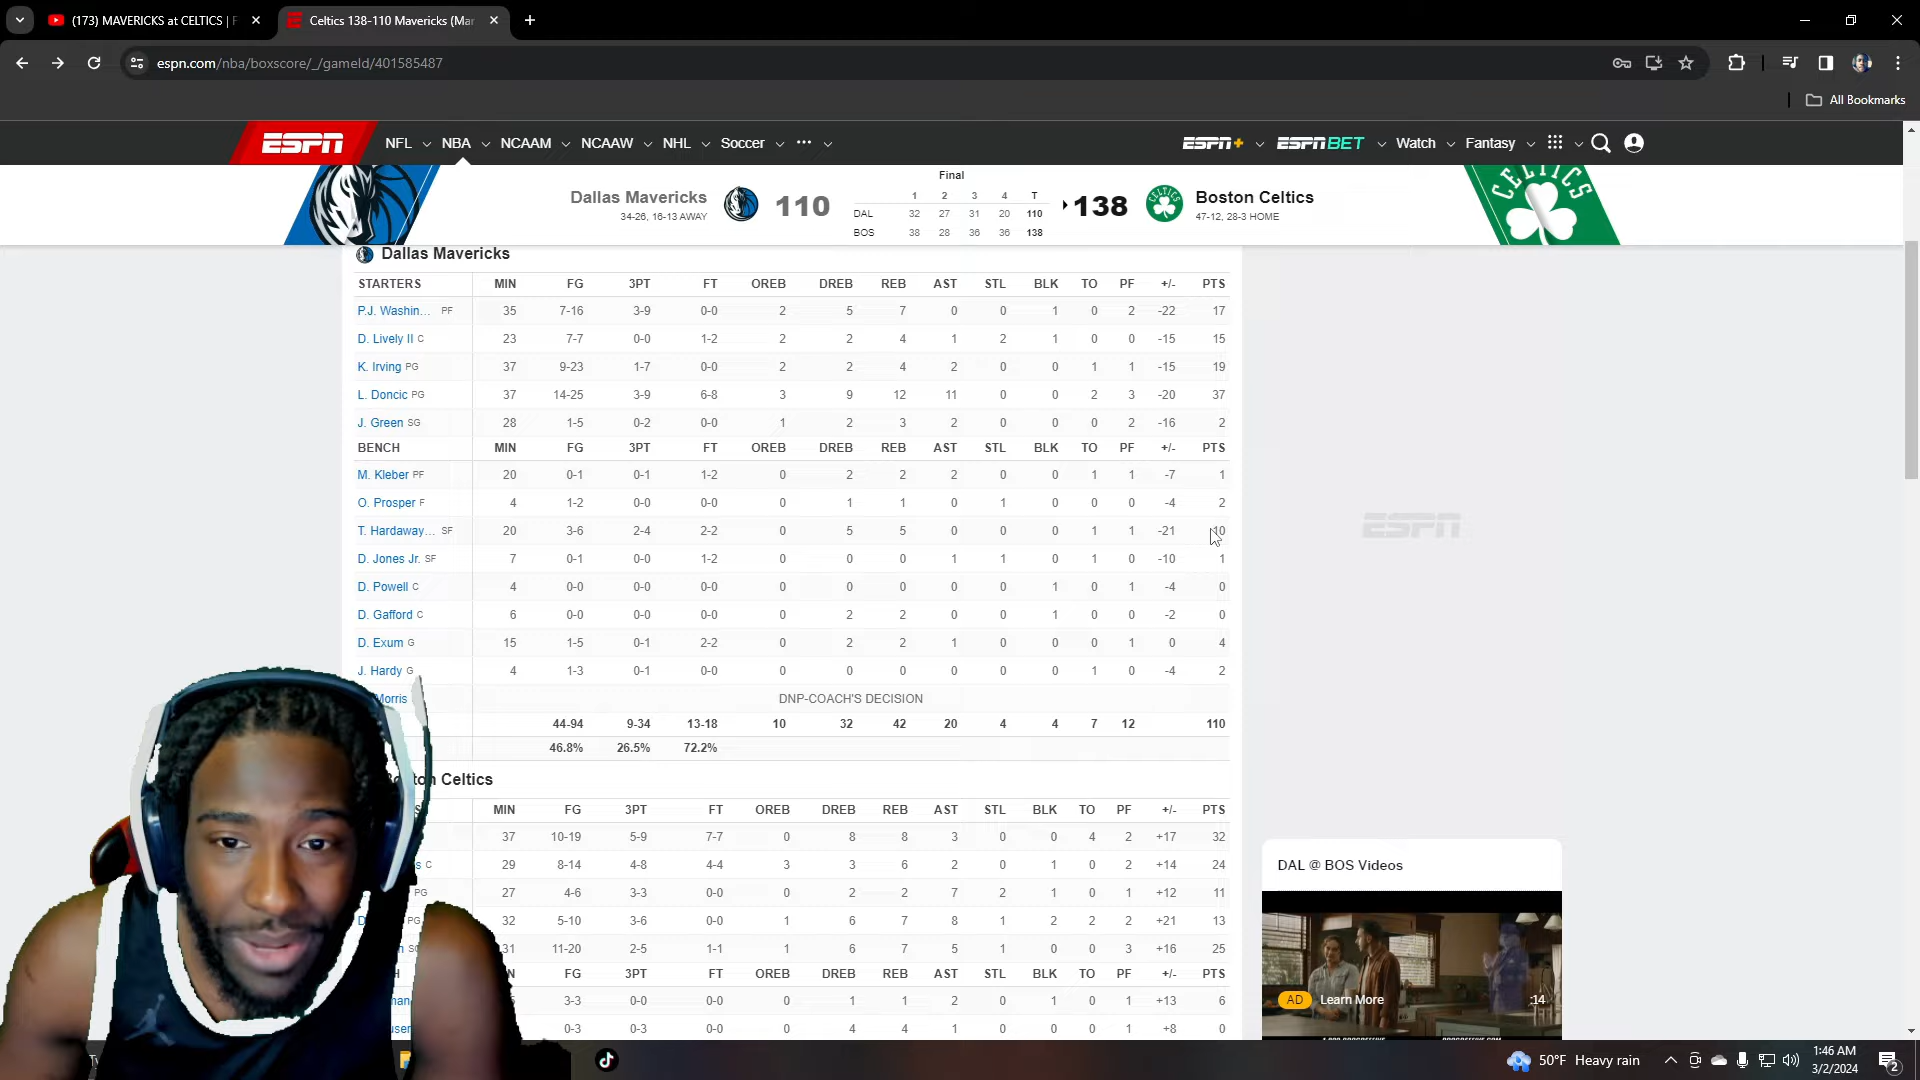 (173) MAVERICKS at CELTICS | F
Celtics 138-110 Mavericks (Mar
espn.com/nba/boxscore/_/gameId/401585487
All Bookmarks
ESPN NFL NBA NCAAM NCAAW NHL Soccer ESPN+ ESPN BET Watch Fantasy
Final
Dallas Mavericks 110 138 Boston Celtics
34-26, 16-13 AWAY 47-12, 28-3 HOME
1 2 3 4 T
DAL 32 27 31 20 110
BOS 38 28 36 36 138
CELTICS
Dallas Mavericks
STARTERS MIN FG 3PT FT OREB DREB REB AST STL BLK TO PF +/- PTS
P.J. Washin... PF 35 7-16 3-9 0-0 2 5 7 0 0 1 0 2 -22 17
D. Lively II C 23 7-7 0-0 1-2 2 2 4 1 2 1 0 0 -15 15
K. Irving PG 37 9-23 1-7 0-0 2 2 4 2 0 0 1 1 -15 19
L. Doncic PG 37 14-25 3-9 6-8 3 9 12 11 0 0 2 3 -20 37
J. Green SG 28 1-5 0-2 0-0 1 2 3 2 0 0 0 2 -16 2
BENCH MIN FG 3PT FT OREB DREB REB AST STL BLK TO PF +/- PTS
M. Kleber PF 20 0-1 0-1 1-2 0 2 2 2 0 0 1 1 -7 1
O. Prosper F 4 1-2 0-0 0-0 0 1 1 0 1 0 0 0 -4 2
T. Hardaway... SF 20 3-6 2-4 2-2 0 5 5 0 0 0 1 1 -21 10
D. Jones Jr. SF 7 0-1 0-0 1-2 0 0 0 1 1 0 1 0 -10 1
D. Powell C 4 0-0 0-0 0-0 0 0 0 0 0 1 0 1 -4 0
D. Gafford C 6 0-0 0-0 0-0 0 2 2 0 0 1 0 0 -2 0
D. Exum G 15 1-5 0-1 2-2 0 2 2 1 0 0 0 1 0 4
J. Hardy G 4 1-3 0-1 0-0 0 0 0 0 0 0 1 0 -4 2
Morris DNP-COACH'S DECISION
44-94 9-34 13-18 10 32 42 20 4 4 7 12 110
46.8% 26.5% 72.2%
ESPN
Celtics
MIN FG 3PT FT OREB DREB REB AST STL BLK TO PF +/- PTS
37 10-19 5-9 7-7 0 8 8 3 0 0 4 2 +17 32
C 29 8-14 4-8 4-4 3 3 6 2 0 1 0 2 +14 24
PG 27 4-6 3-3 0-0 0 2 2 7 2 1 0 1 +12 11
PG 32 5-10 3-6 0-0 1 6 7 8 1 2 2 2 +21 13
31 11-20 2-5 1-1 1 6 7 5 1 0 0 3 +16 25
FG 3PT FT OREB DREB REB AST STL BLK TO PF +/- PTS
3-3 0-0 0-0 0 1 1 2 0 1 0 1 +13 6
0-3 0-3 0-0 0 4 4 1 0 0 0 1 +8 0
DAL @ BOS Videos
AD Learn More :14
50°F Heavy rain
1:46 AM
3/2/2024
2